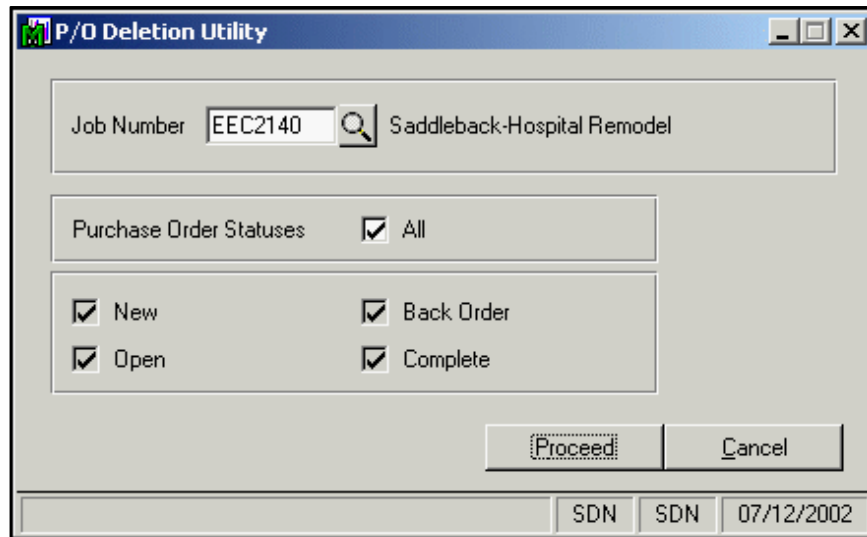 P/O Deletion Utility
Job Number EEC2140 Saddleback-Hospital Remodel
Purchase Order Statuses All
New Back Order
Open Complete
Proceed Cancel
SDN SDN 07/12/2002